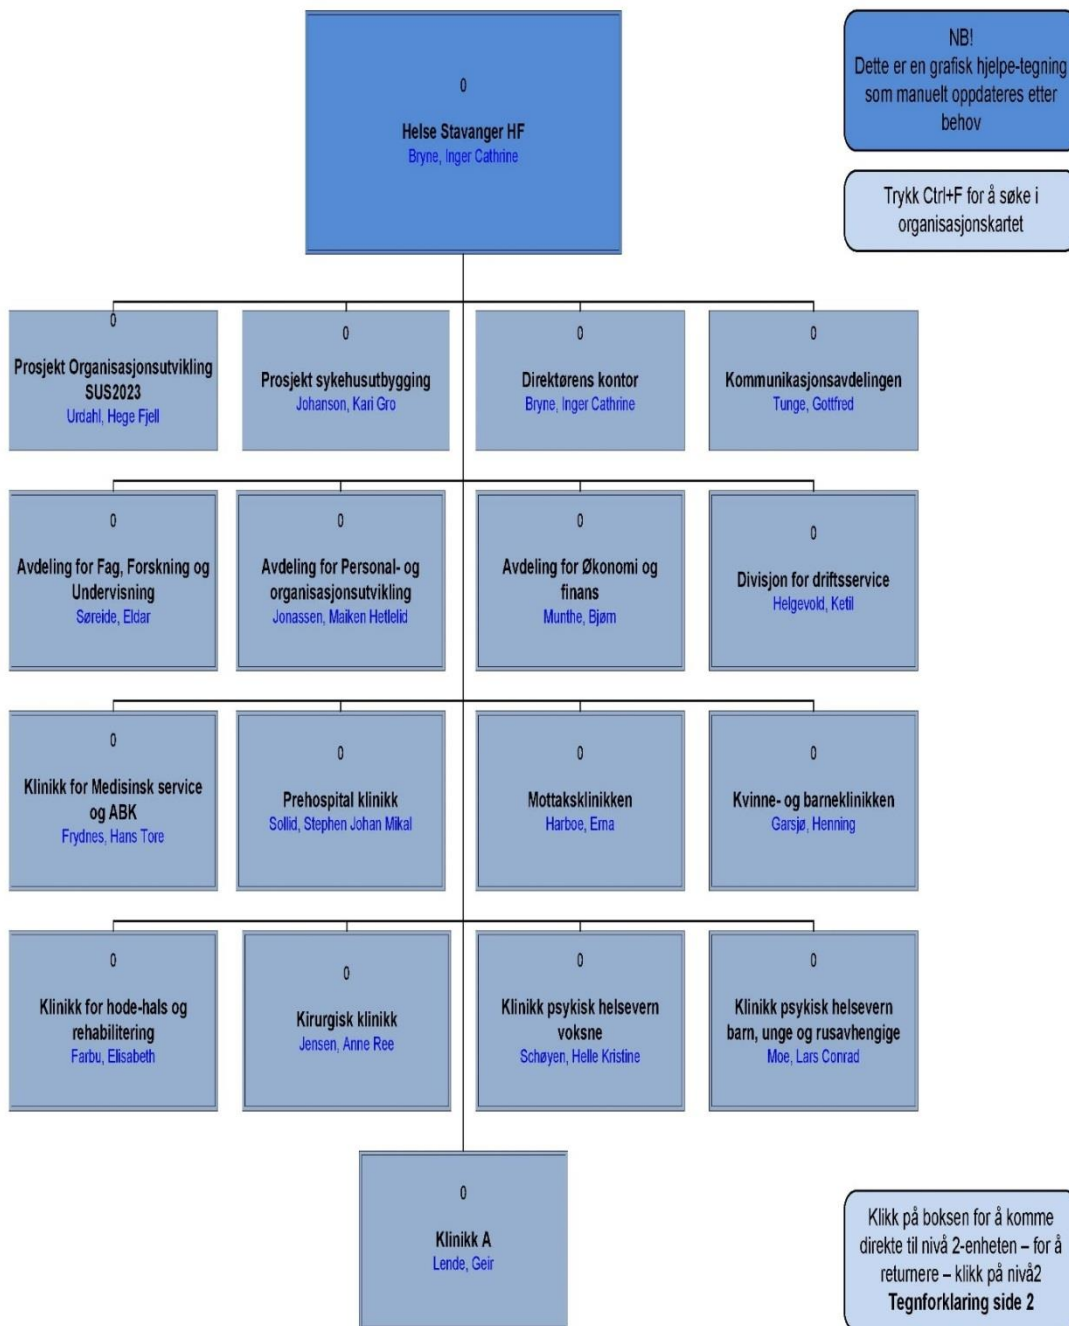 0
Helse Stavanger HF
Bryne, Inger Cathrine
NB!
Dette er en grafisk hjelpe-tegning
som manuelt oppdateres etter
behov
Trykk Ctrl+F for å søke i
organisasjonskartet
0
Prosjekt Organisasjonsutvikling
SUS2023
Urdahl, Hege Fjell
0
Prosjekt sykehusutbygging
Johanson, Kari Gro
0
Direktørens kontor
Bryne, Inger Cathrine
0
Kommunikasjonsavdelingen
Tunge, Gottfred
0
Avdeling for Fag, Forskning og
Undervisning
Søreide, Eldar
0
Avdeling for Personal- og
organisasjonsutvikling
Jonassen, Maiken Hetlelid
0
Avdeling for Økonomi og
finans
Munthe, Bjørn
0
Divisjon for driftsservice
Helgevold, Ketil
0
Klinikk for Medisinsk service
og ABK
Frydnes, Hans Tore
0
Prehospital klinikk
Sollid, Stephen Johan Mikal
0
Mottaksklinikken
Harboe, Erna
0
Kvinne- og barneklinikken
Garsjø, Henning
0
Klinikk for hode-hals og
rehabilitering
Farbu, Elisabeth
0
Kirurgisk klinikk
Jensen, Anne Ree
0
Klinikk psykisk helsevern
voksne
Schøyen, Helle Kristine
0
Klinikk psykisk helsevern
barn, unge og rusavhengige
Moe, Lars Conrad
0
Klinikk A
Lende, Geir
Klikk på boksen for å komme
direkte til nivå 2-enheten – for å
returnere – klikk på nivå2
Tegnforklaring side 2